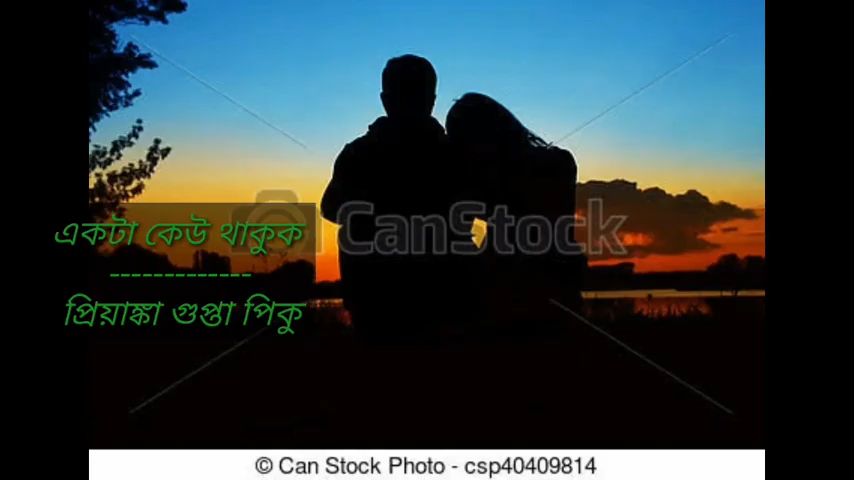 CanStock
একটা কেউ থাকুক
-------------
প্রিয়াঙ্কা গুপ্তা পিকু
© Can Stock Photo - csp40409814